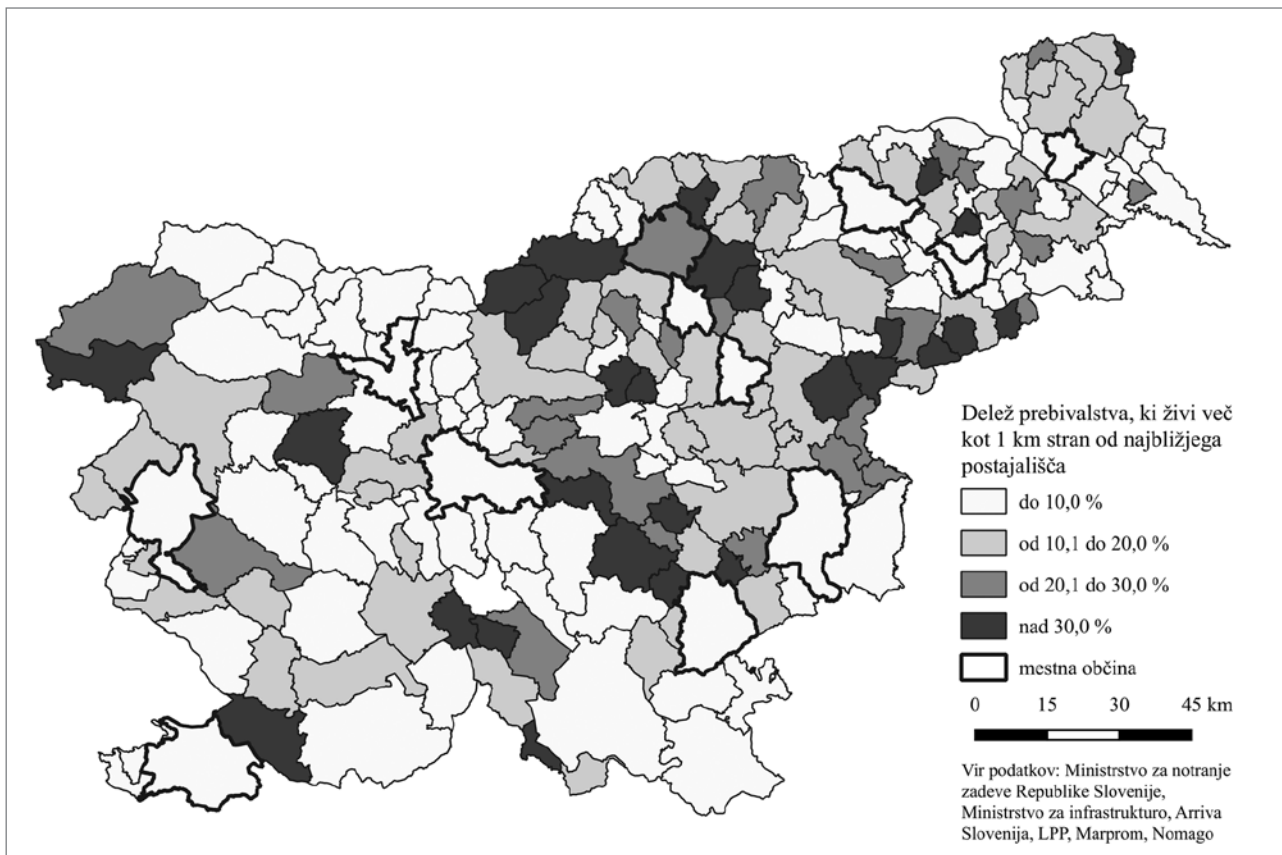 Delež prebivalstva, ki živi več
kot 1 km stran od najbližjega
postajališča
do 10,0 %
od 10,1 do 20,0 %
od 20,1 do 30,0 %
nad 30,0 %
mestna občina
0 15 30 45 km
Vir podatkov: Ministrstvo za notranje
zadeve Republike Slovenije,
Ministrstvo za infrastrukturo, Arriva
Slovenija, LPP, Marprom, Nomago